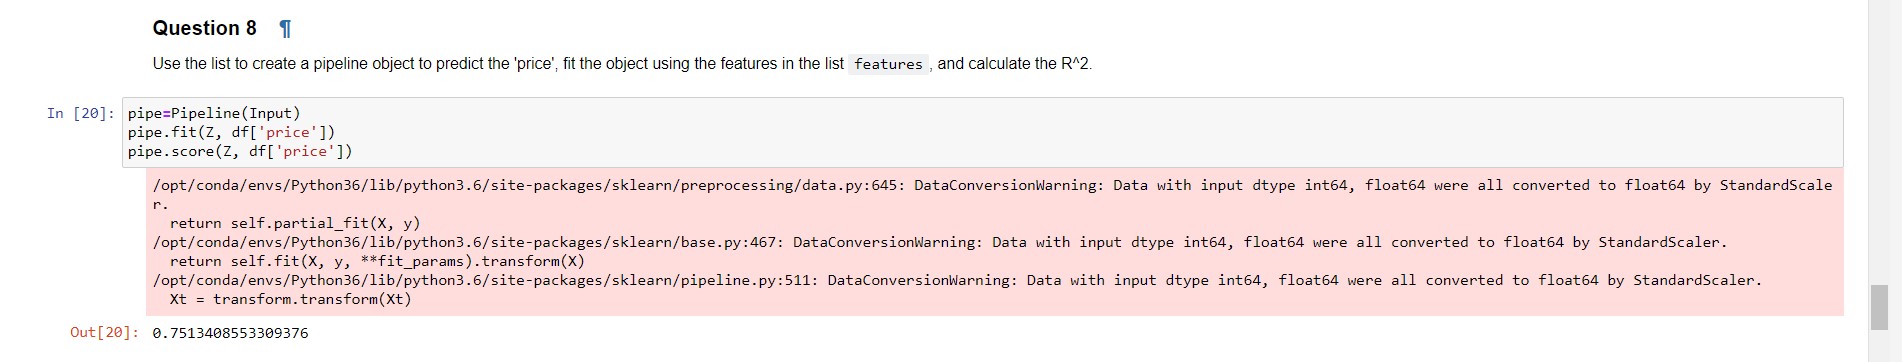 Question 8 ¶
Use the list to create a pipeline object to predict the 'price', fit the object using the features in the list features , and calculate the R^2.
In [20]: pipe=Pipeline(Input)
pipe.fit(Z, df['price'])
pipe.score(Z, df['price'])
/opt/conda/envs/Python36/lib/python3.6/site-packages/sklearn/preprocessing/data.py:645: DataConversionWarning: Data with input dtype int64, float64 were all converted to float64 by StandardScale
r.
  return self.partial_fit(X, y)
/opt/conda/envs/Python36/lib/python3.6/site-packages/sklearn/base.py:467: DataConversionWarning: Data with input dtype int64, float64 were all converted to float64 by StandardScaler.
  return self.fit(X, y, **fit_params).transform(X)
/opt/conda/envs/Python36/lib/python3.6/site-packages/sklearn/pipeline.py:511: DataConversionWarning: Data with input dtype int64, float64 were all converted to float64 by StandardScaler.
  Xt = transform.transform(Xt)
Out[20]: 0.7513408553309376